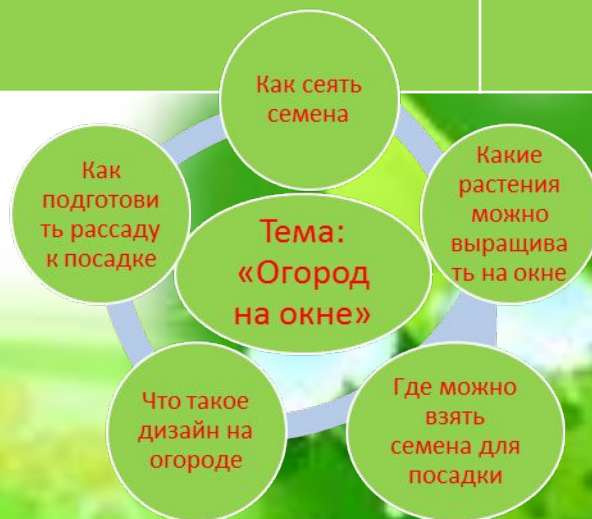 Как сеять
семена
Какие
растения
можно
выращива
ть на окне
Где можно
взять
семена для
посадки
Что такое
дизайн на
огороде
Как
подготови
ть рассаду
к посадке
Тема:
«Огород
на окне»